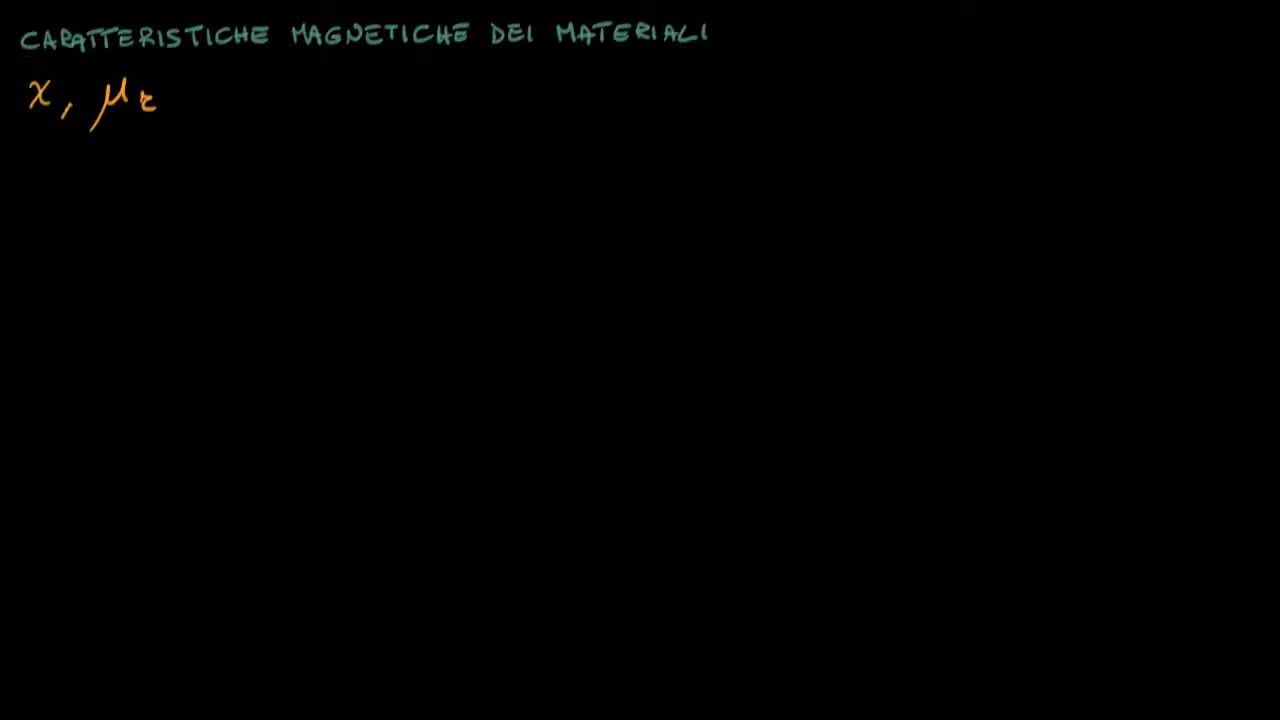 CARATTERISTICHE MAGNETICHE DEI MATERIALI
χ, μr